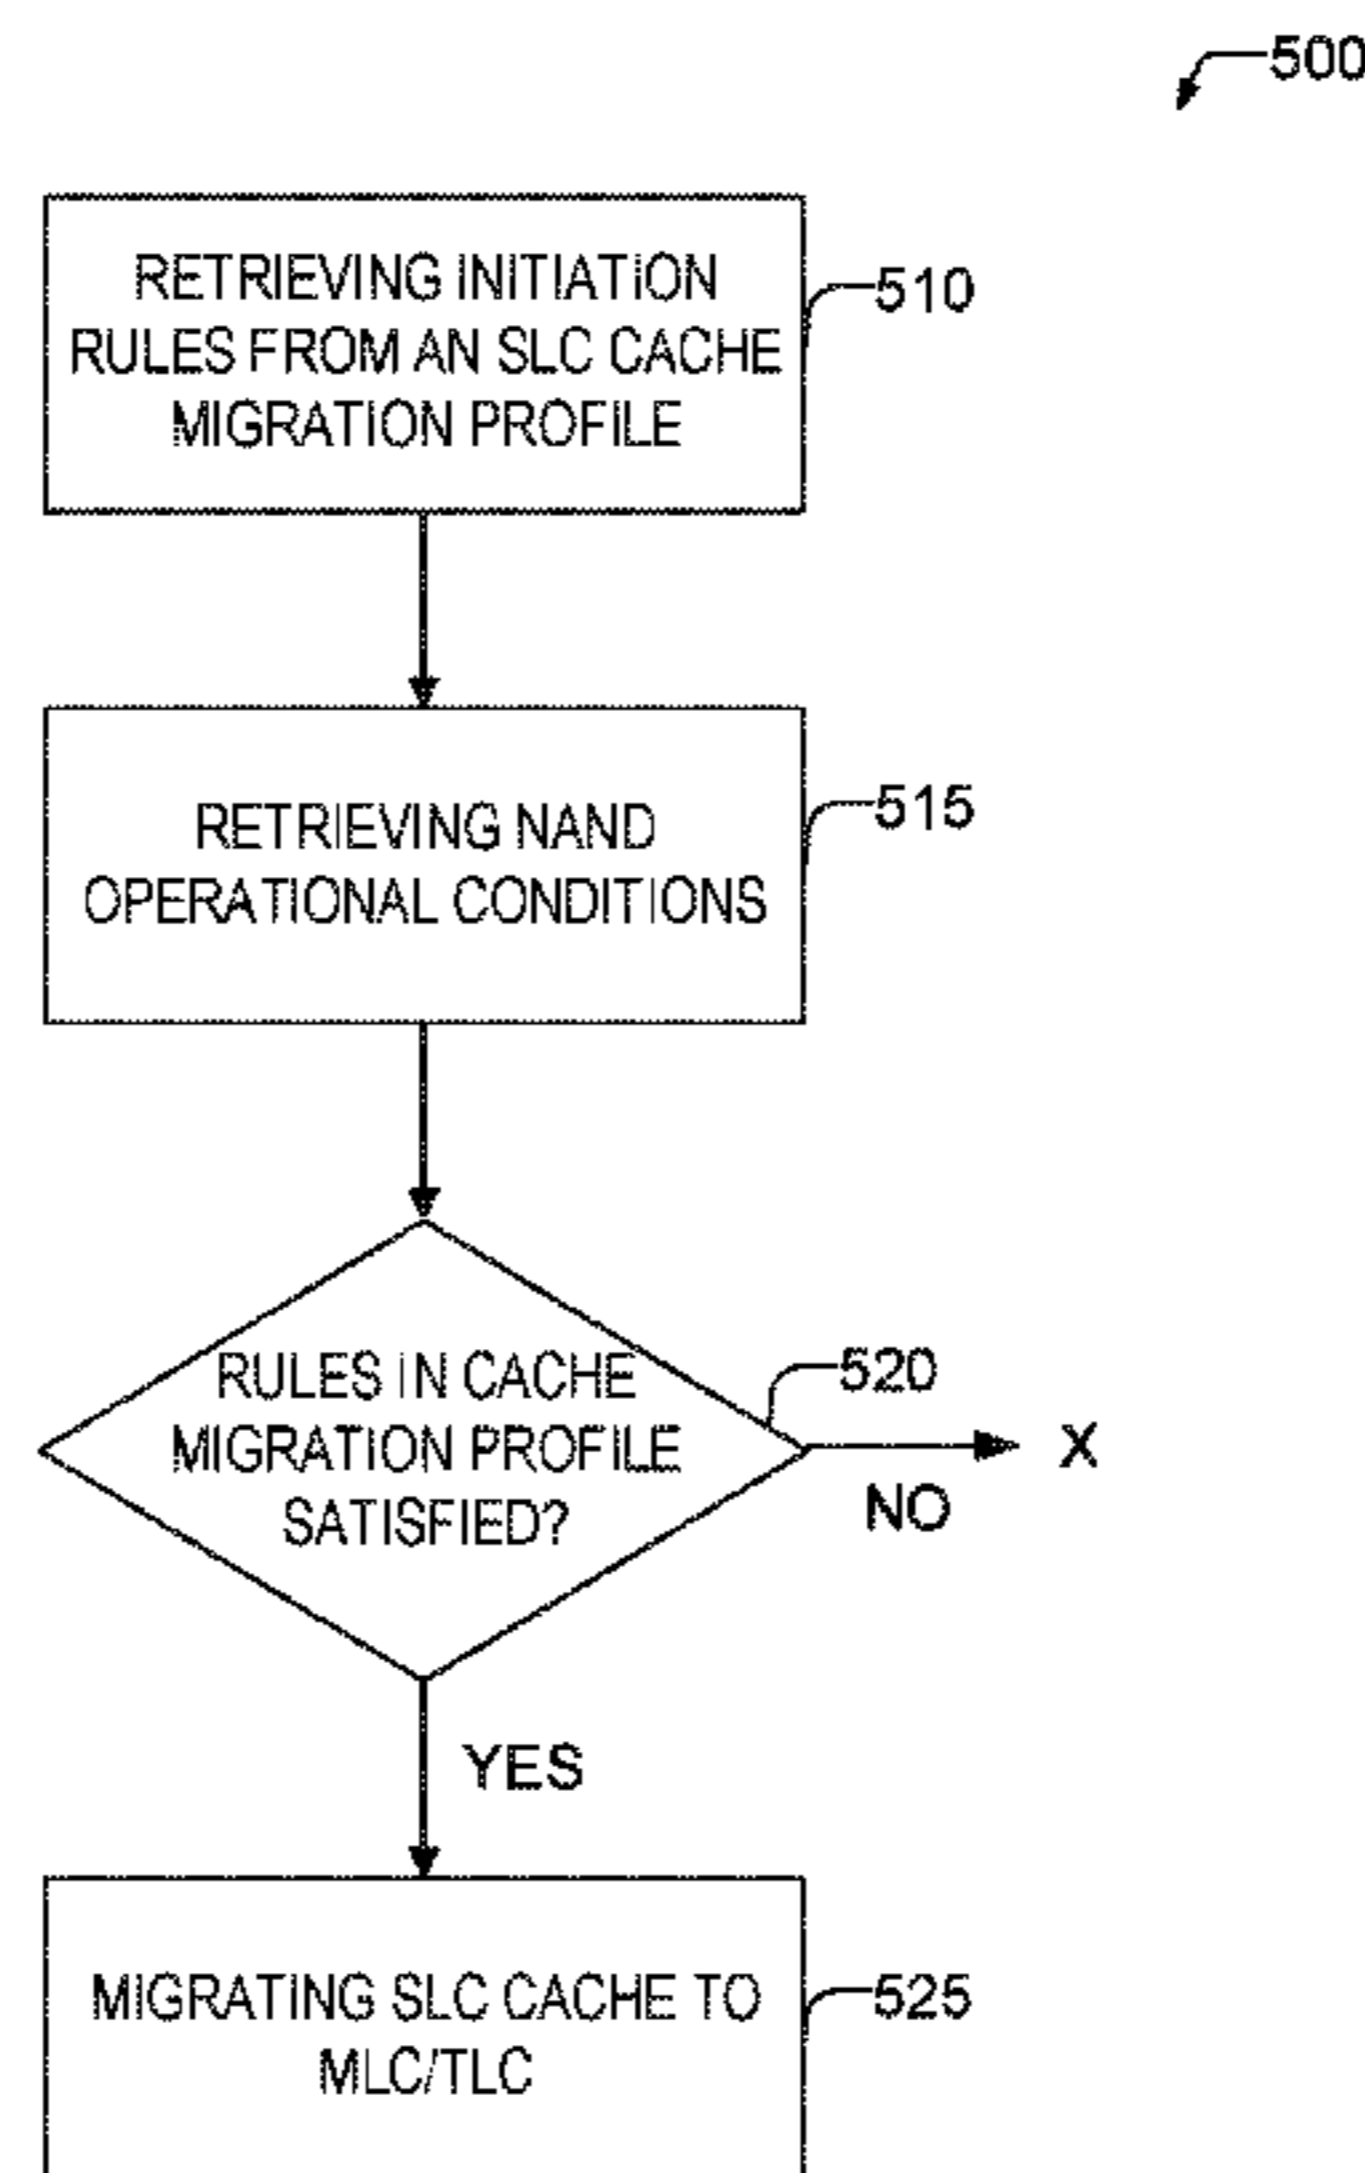 500
RETRIEVING INITIATION
RULES FROM AN SLC CACHE
MIGRATION PROFILE
510
RETRIEVING NAND
OPERATIONAL CONDITIONS
515
RULES IN CACHE
MIGRATION PROFILE
SATISFIED?
520
X
NO
YES
MIGRATING SLC CACHE TO
MLC/TLC
525